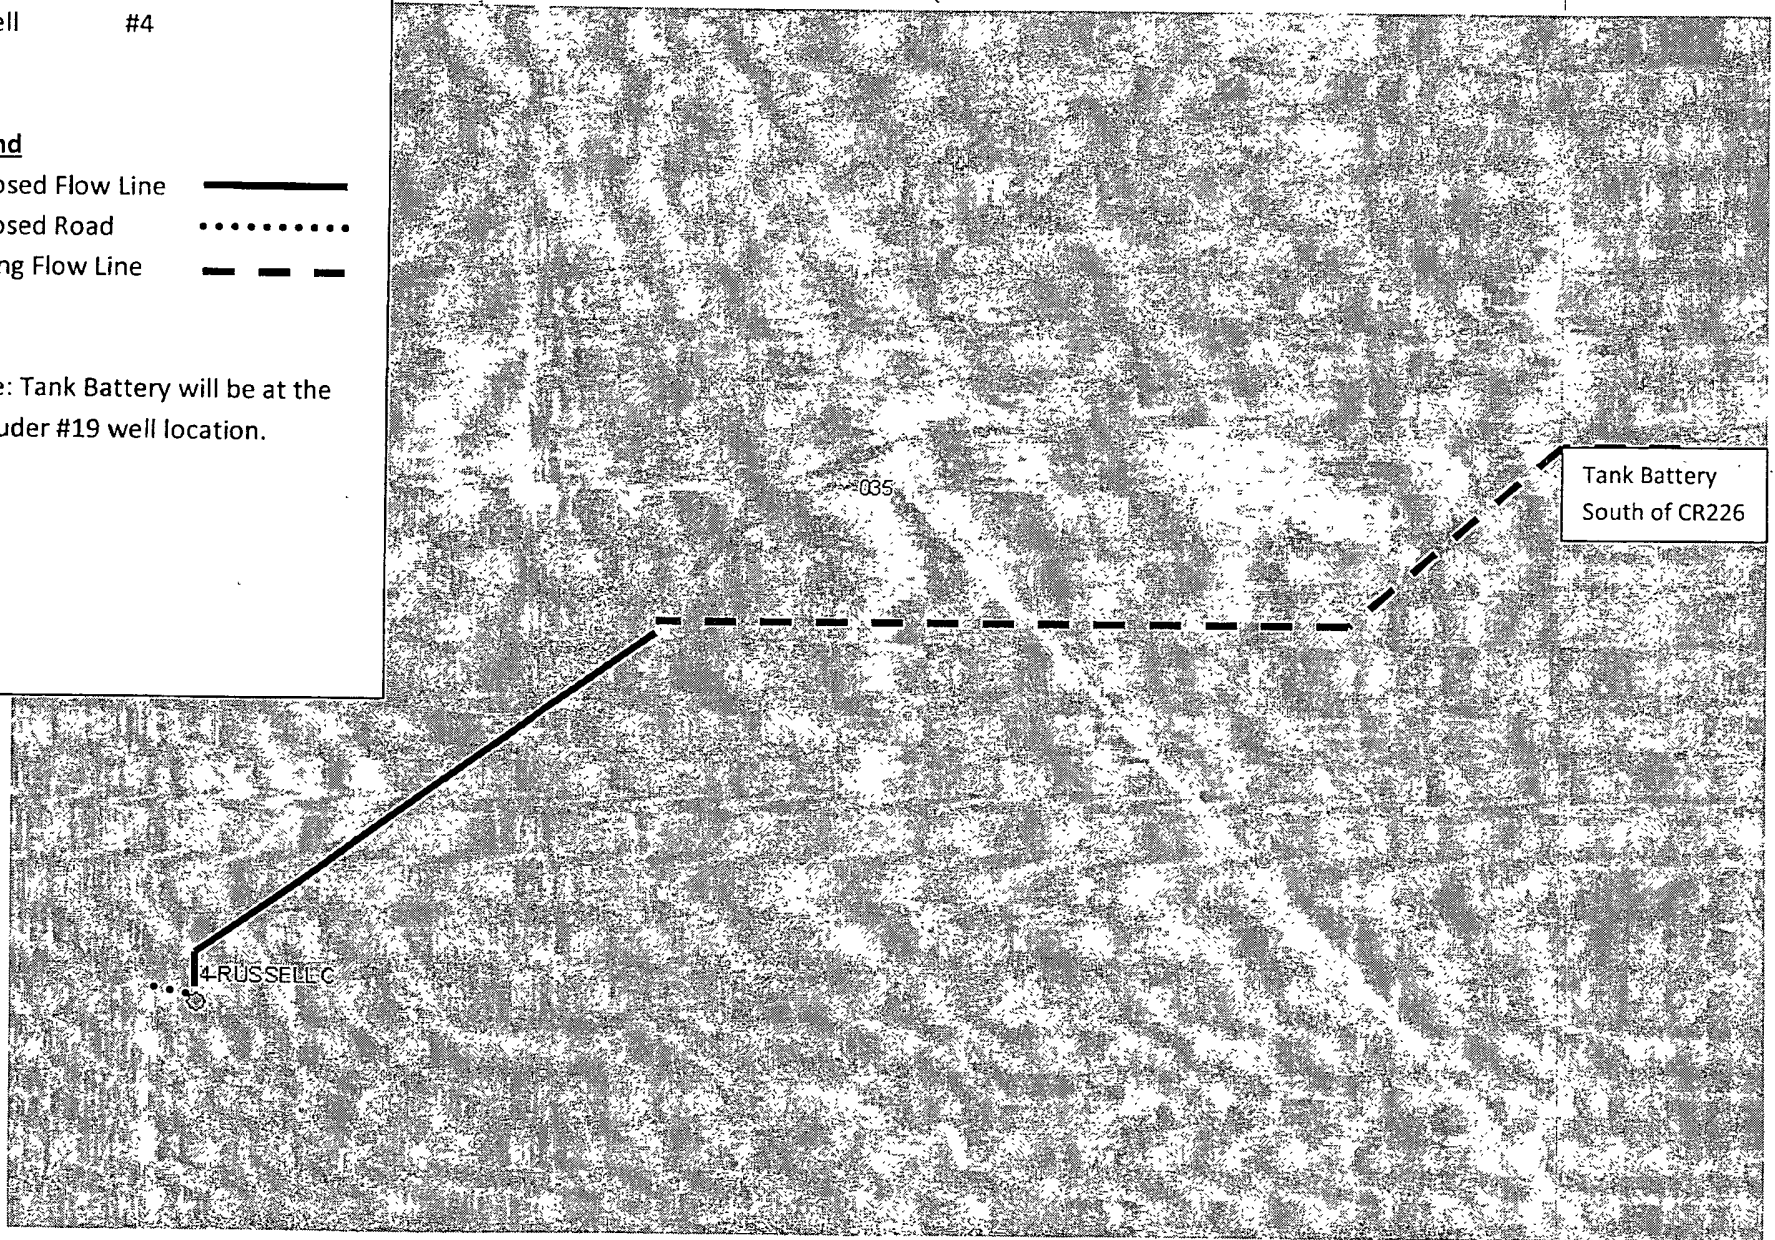 ell #4
nd
osed Flow Line
osed Road
ng Flow Line
e: Tank Battery will be at the
uder #19 well location.
035
Tank Battery
South of CR226
4-RUSSELL C